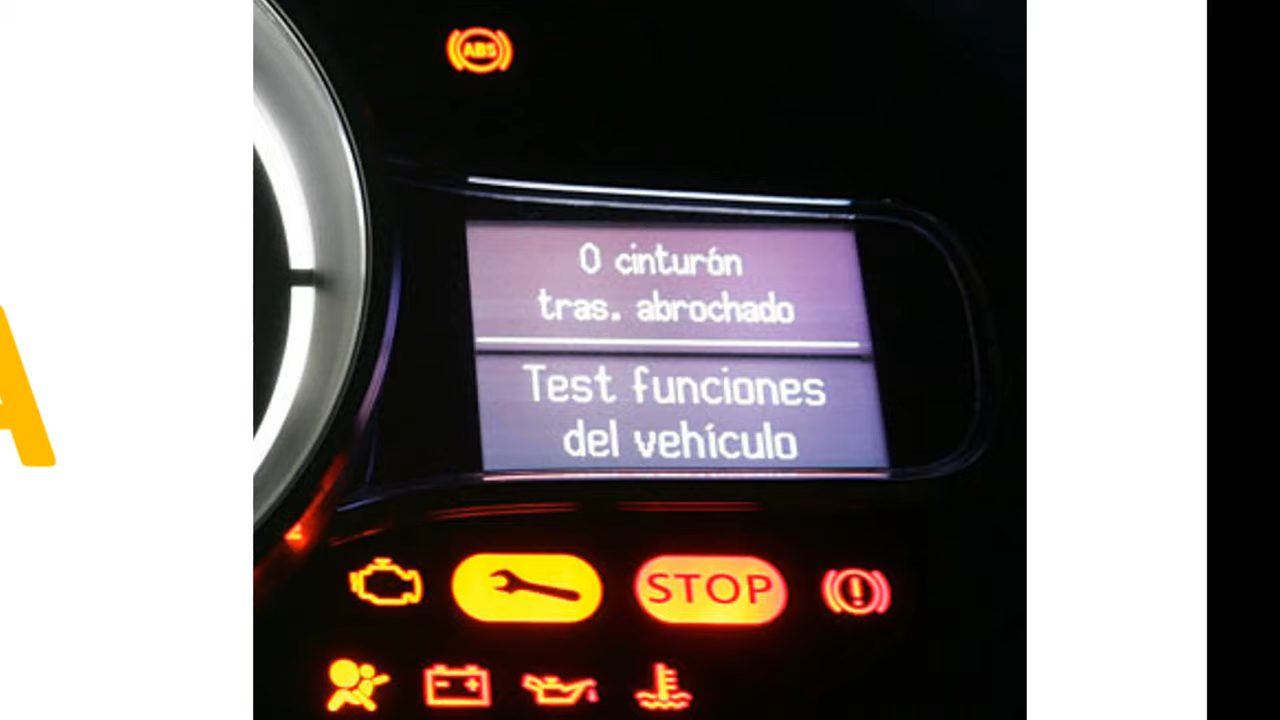 A
ABS
0 cinturón
tras. abrochado
Test funciones
del vehículo
STOP